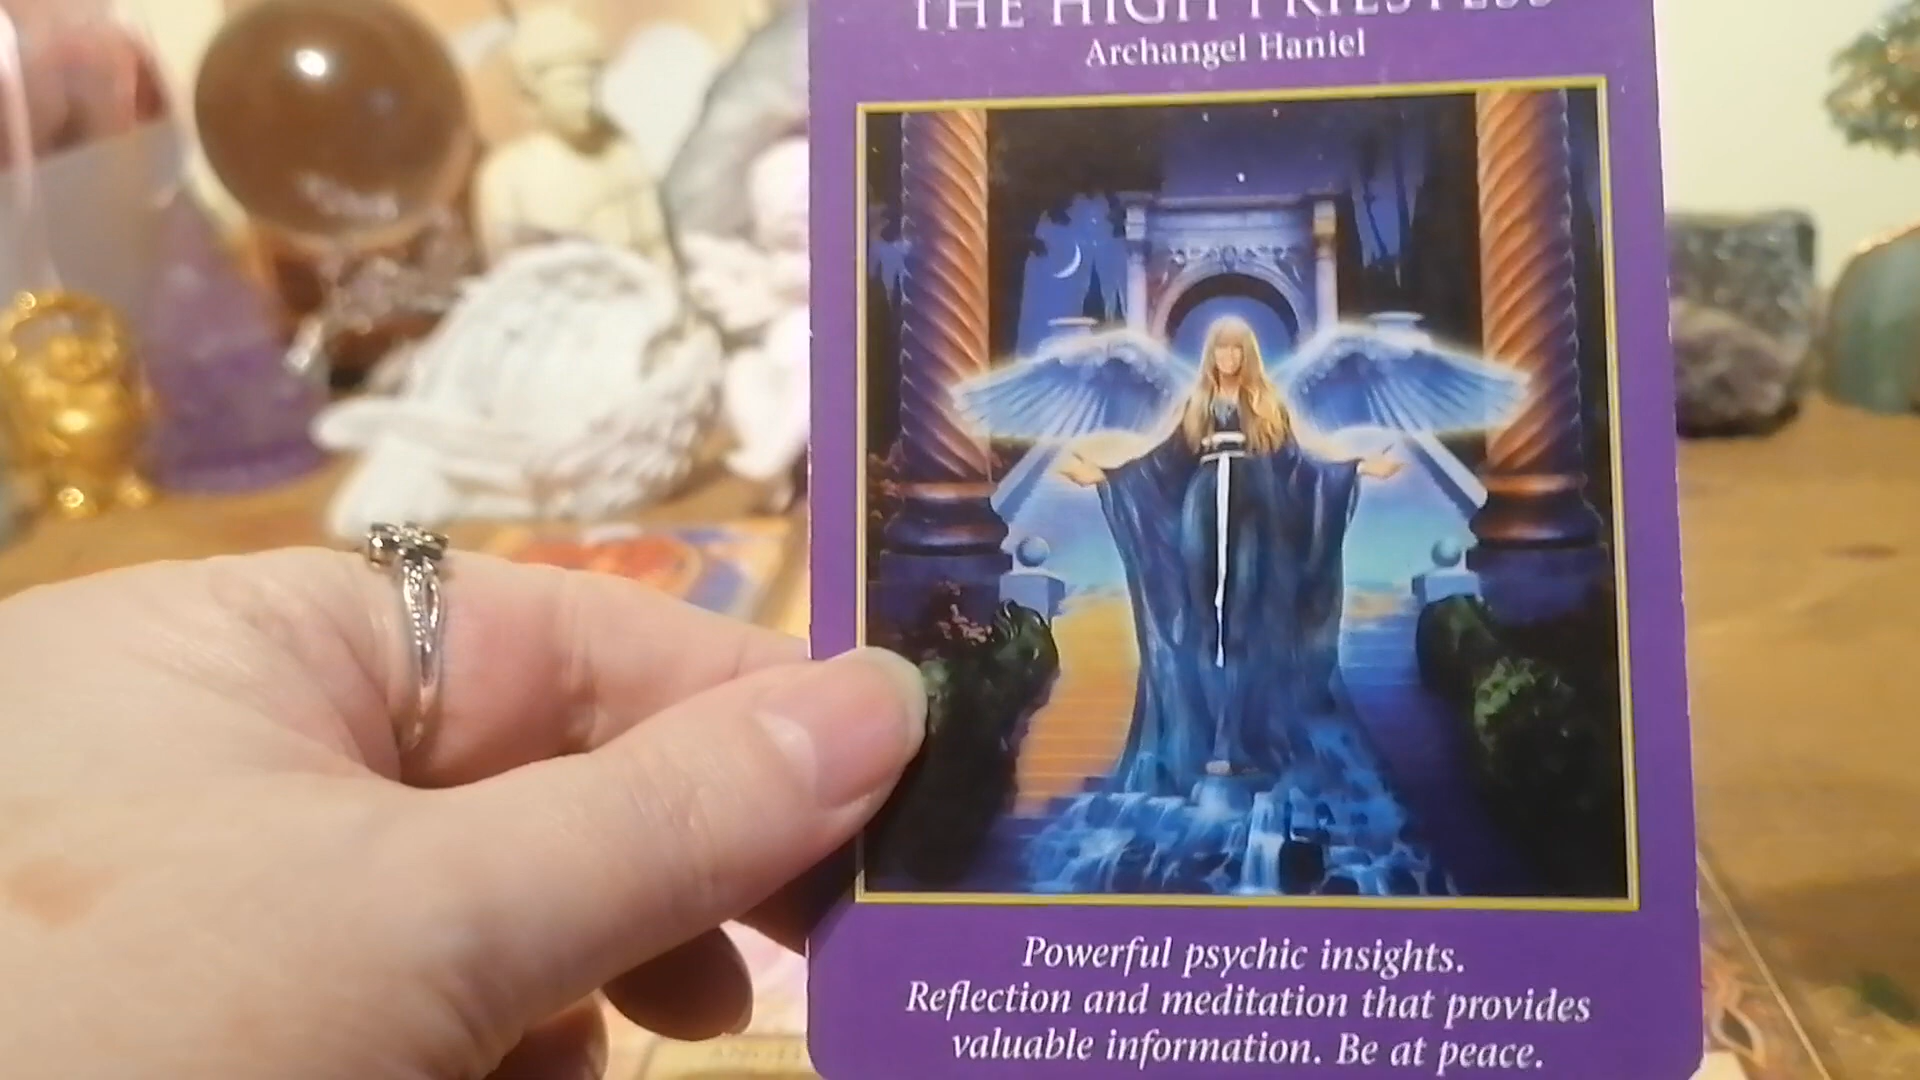 THE HIGH PRIESTESS
Archangel Haniel
Powerful psychic insights.
Reflection and meditation that provides
valuable information. Be at peace.